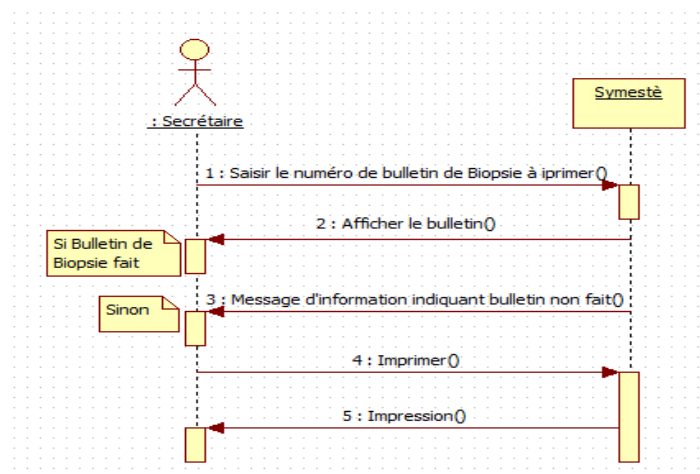 Symestè
: Secrétaire
1 : Saisir le numéro de bulletin de Biopsie à iprimer()
2 : Afficher le bulletin()
Si Bulletin de
Biopsie fait
3 : Message d'information indiquant bulletin non fait()
Sinon
4 : Imprimer()
5 : Impression()